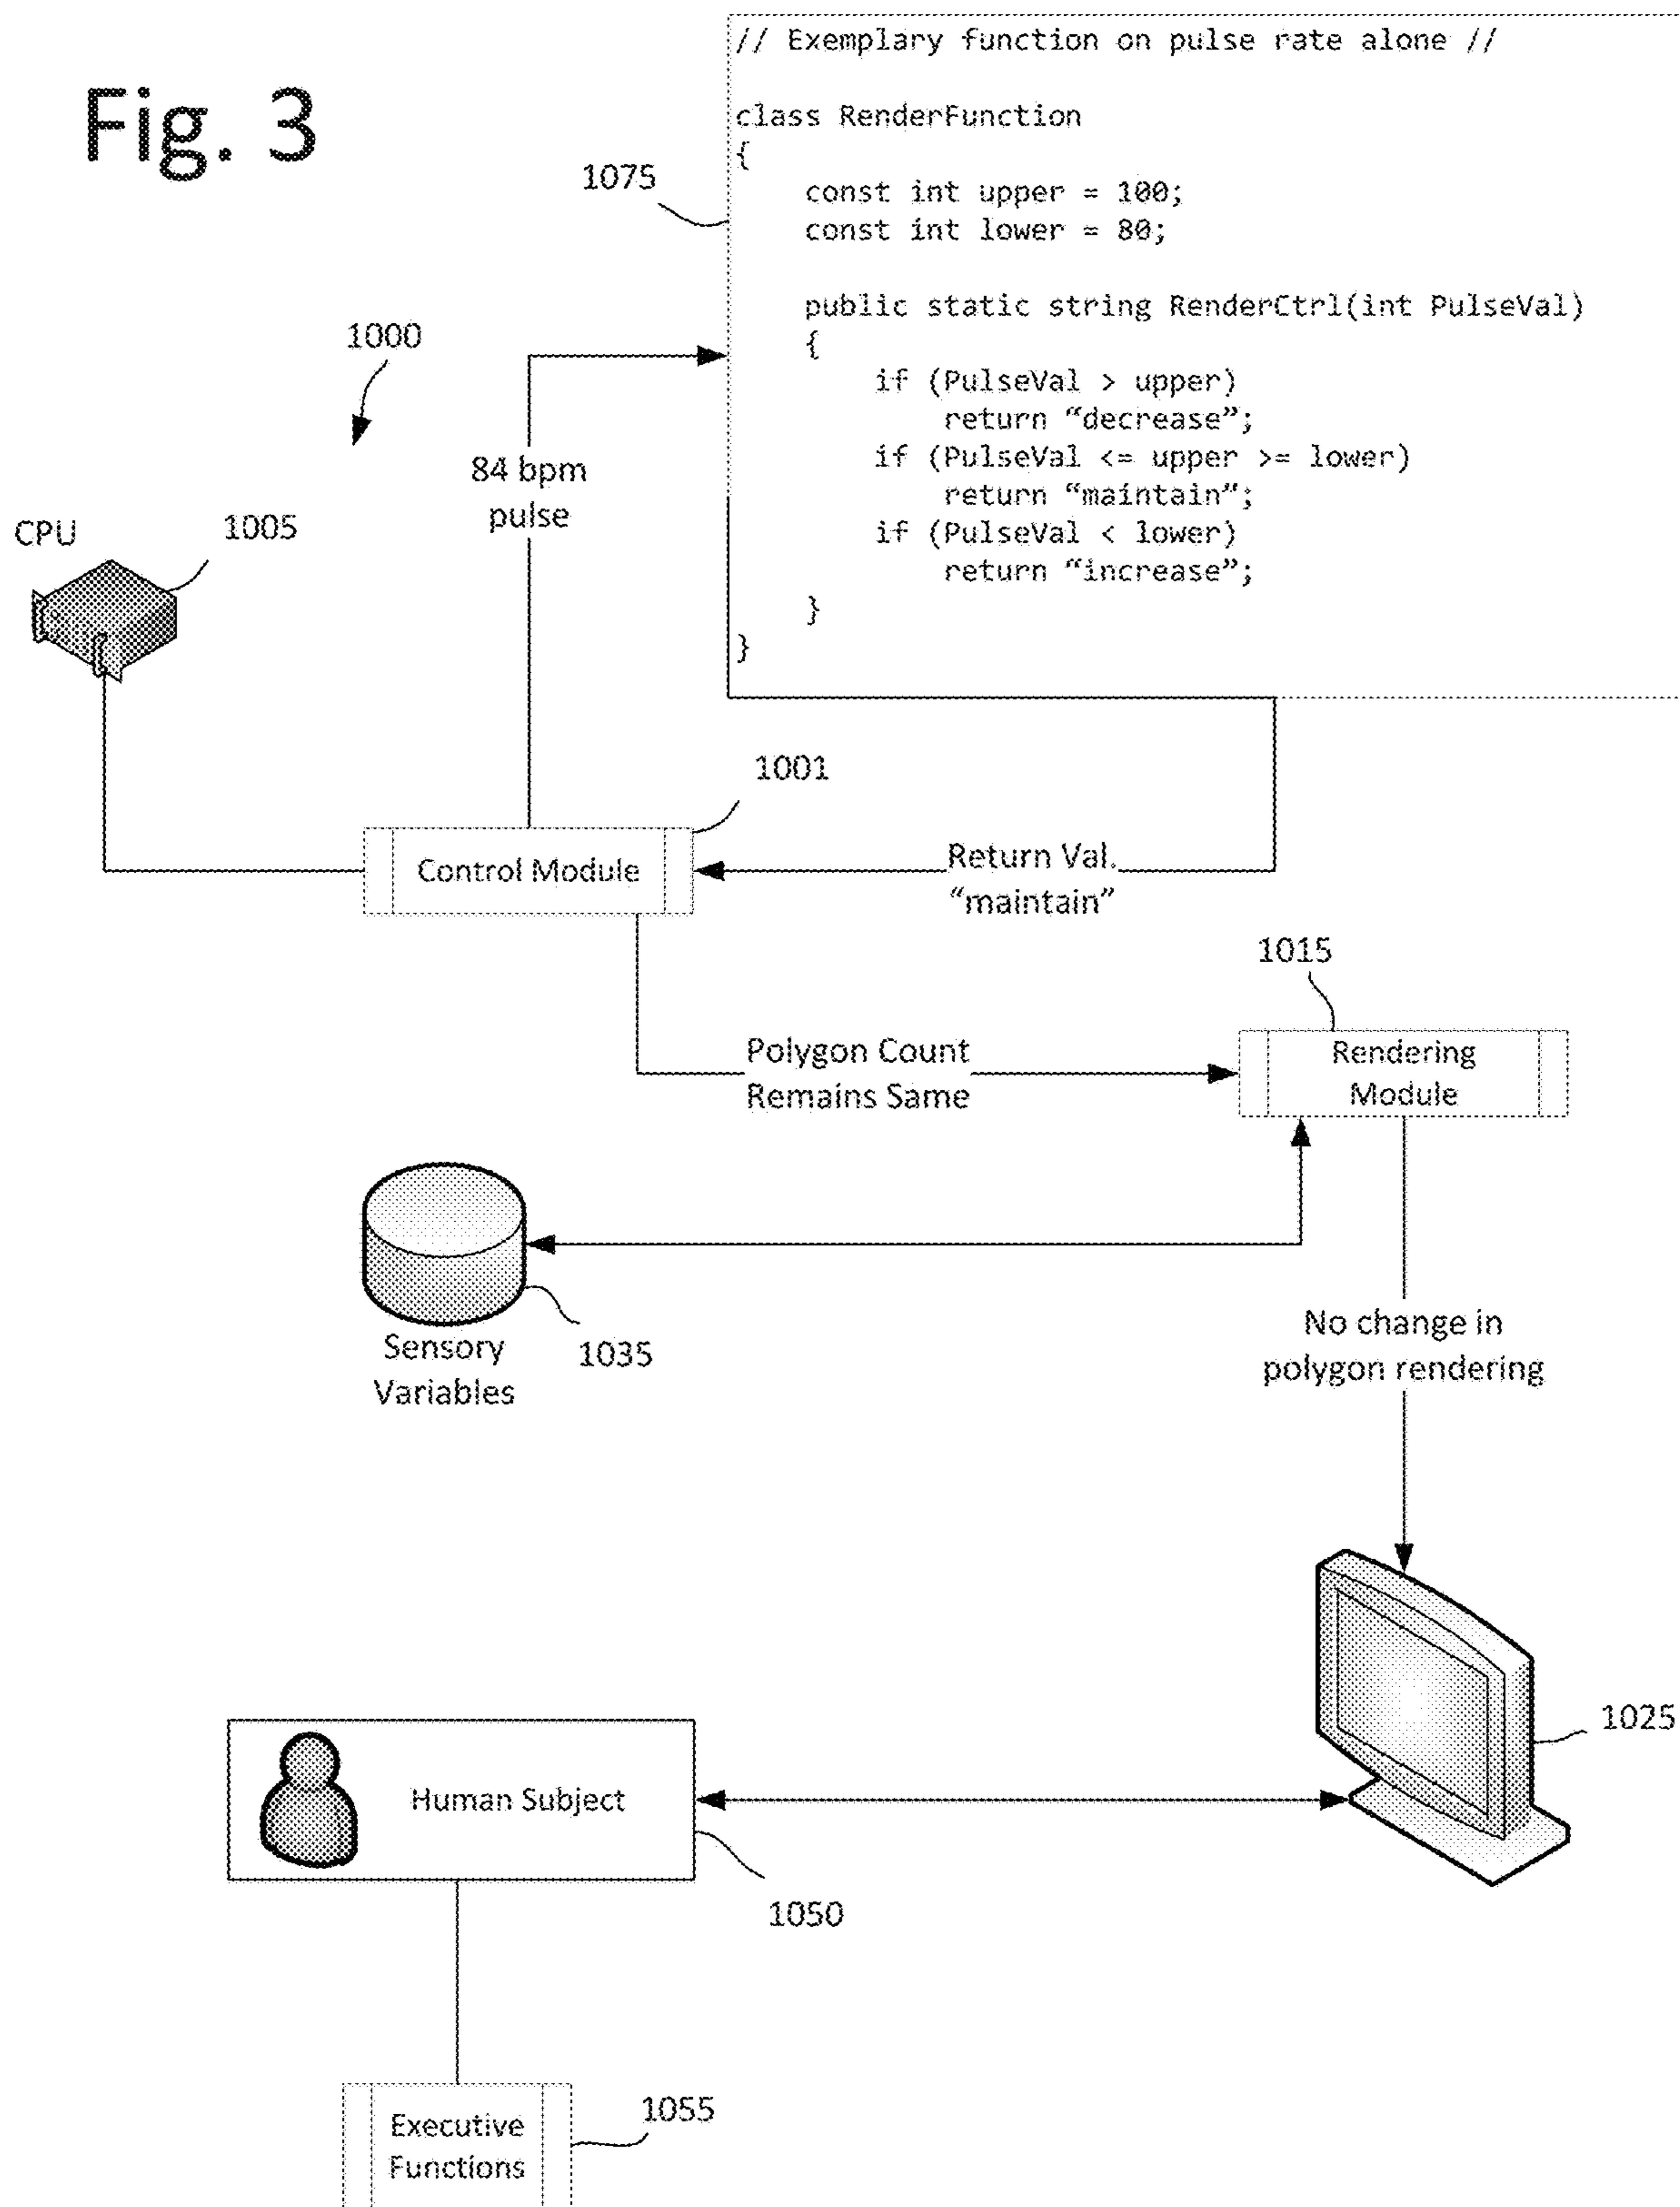 Fig. 3
// Exemplary function on pulse rate alone //
class RenderFunction
{
    const int upper = 100;
    const int lower = 80;
    public static string RenderCtrl(int PulseVal)
    {
        if (PulseVal > upper)
            return “decrease”;
        if (PulseVal <= upper >= lower)
            return “maintain”;
        if (PulseVal < lower)
            return “increase”;
    }
}
1075
1000
84 bpm
pulse
CPU
1005
1001
Control Module
Return Val.
“maintain”
1015
Polygon Count
Remains Same
Rendering
Module
Sensory
Variables
1035
No change in
polygon rendering
1025
Human Subject
1050
Executive
Functions
1055